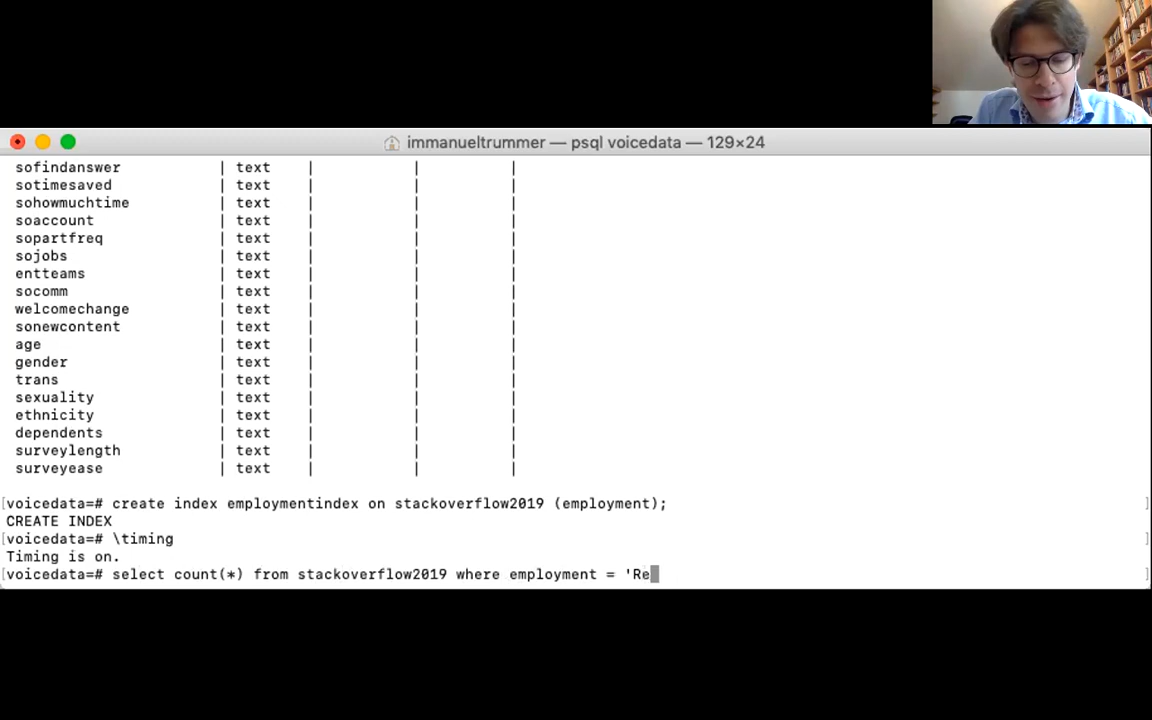 immanueltrummer — psql voicedata — 129×24
sofindanswer | text | | |
sotimesaved | text | | |
sohowmuchtime | text | | |
soaccount | text | | |
sopartfreq | text | | |
sojobs | text | | |
entteams | text | | |
socomm | text | | |
welcomechange | text | | |
sonewcontent | text | | |
age | text | | |
gender | text | | |
trans | text | | |
sexuality | text | | |
ethnicity | text | | |
dependents | text | | |
surveylength | text | | |
surveyease | text | | |
[voicedata=# create index employmentindex on stackoverflow2019 (employment); ]
CREATE INDEX
[voicedata=# \timing ]
Timing is on.
[voicedata=# select count(*) from stackoverflow2019 where employment = 'Re ]